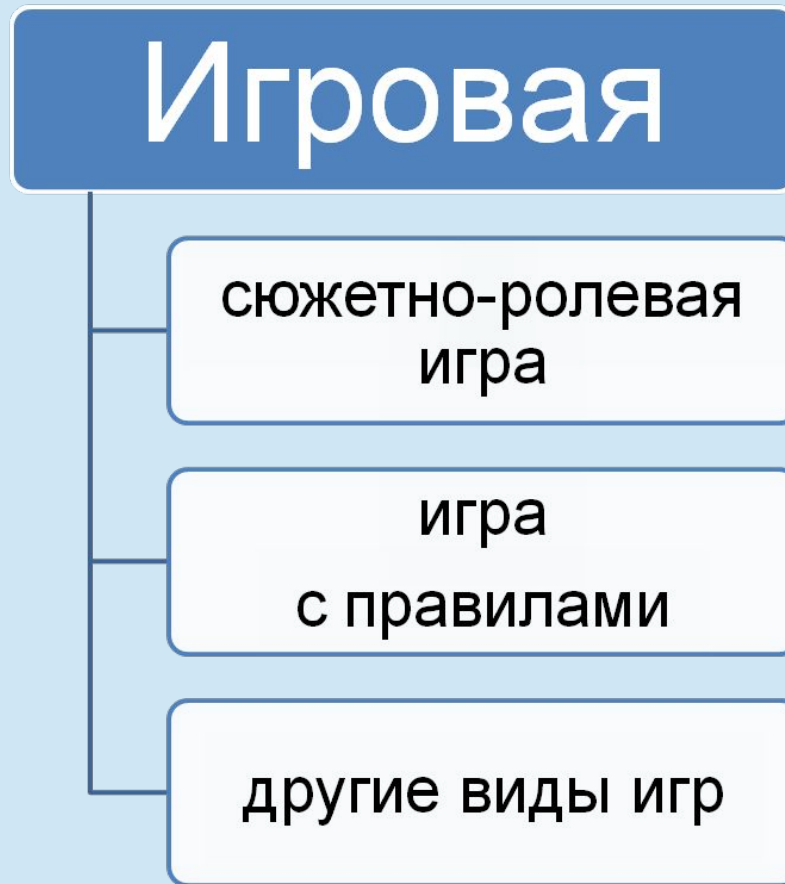 Игровая
сюжетно-ролевая
игра
игра
с правилами
другие виды игр